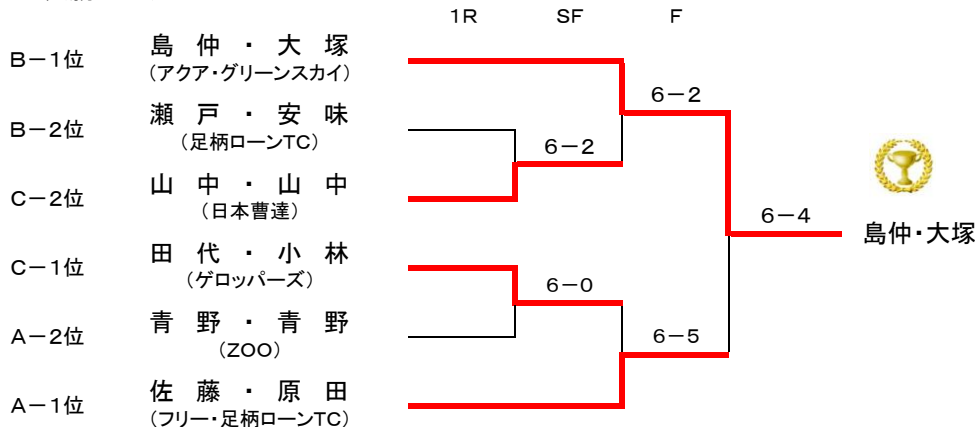 1R SF F
B-1位 島仲・大塚
(アクア・グリーンスカイ)
6-2
B-2位 瀬戸・安味
(足柄ローンTC)
6-2
C-2位 山中・山中
(日本曹達)
6-4
島仲・大塚
C-1位 田代・小林
(ゲロッパーズ)
6-0
A-2位 青野・青野
(ZOO)
6-5
A-1位 佐藤・原田
(フリー・足柄ローンTC)